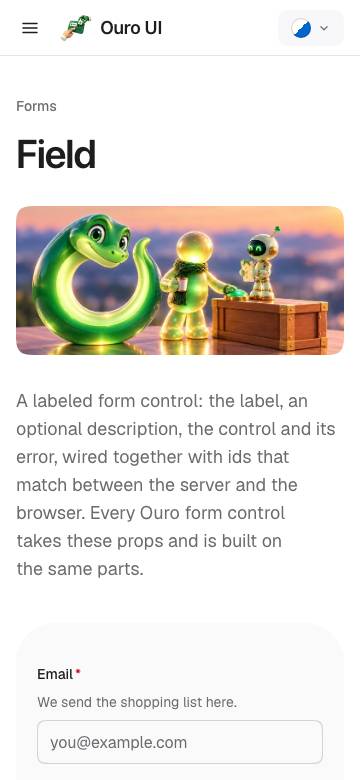 Ouro UI
Forms
Field
A labeled form control: the label, an
optional description, the control and its
error, wired together with ids that
match between the server and the
browser. Every Ouro form control
takes these props and is built on
the same parts.
Email *
We send the shopping list here.
you@example.com